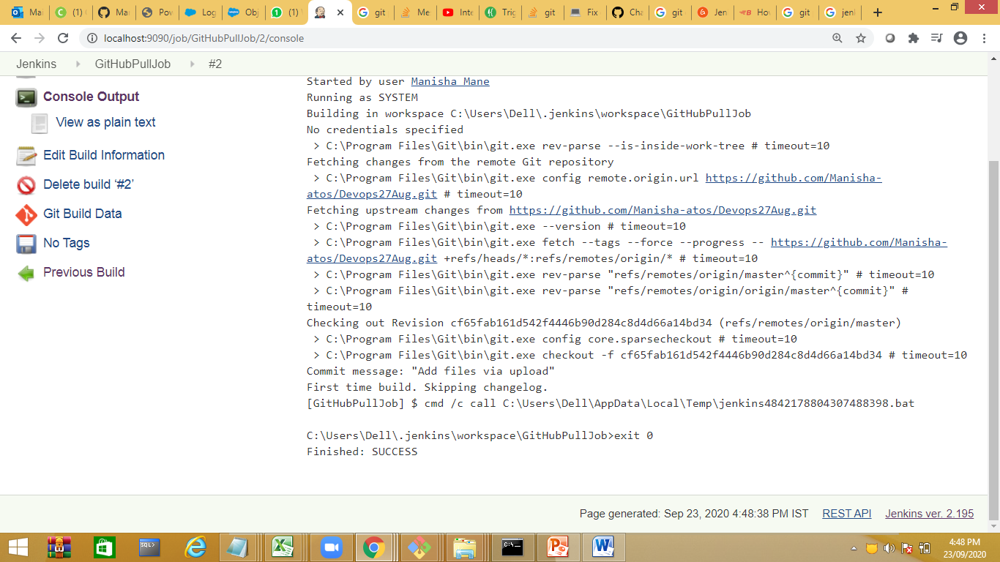 Mai
(1) (
Mai
Pow
Log
Obj
(1) \
git
Me
Inte
Trig
git
Fix
Cha
git
Jen
Hov
git
jenl
localhost:9090/job/GitHubPullJob/2/console
Jenkins
GitHubPullJob
#2
Console Output
View as plain text
Edit Build Information
Delete build ‘#2’
Git Build Data
No Tags
Previous Build
Started by user Manisha Mane
Running as SYSTEM
Building in workspace C:\Users\Dell\.jenkins\workspace\GitHubPullJob
No credentials specified
> C:\Program Files\Git\bin\git.exe rev-parse --is-inside-work-tree # timeout=10
Fetching changes from the remote Git repository
> C:\Program Files\Git\bin\git.exe config remote.origin.url https://github.com/Manisha-
atos/Devops27Aug.git # timeout=10
Fetching upstream changes from https://github.com/Manisha-atos/Devops27Aug.git
> C:\Program Files\Git\bin\git.exe --version # timeout=10
> C:\Program Files\Git\bin\git.exe fetch --tags --force --progress -- https://github.com/Manisha-
atos/Devops27Aug.git +refs/heads/*:refs/remotes/origin/* # timeout=10
> C:\Program Files\Git\bin\git.exe rev-parse "refs/remotes/origin/master^{commit}" # timeout=10
> C:\Program Files\Git\bin\git.exe rev-parse "refs/remotes/origin/origin/master^{commit}" #
timeout=10
Checking out Revision cf65fab161d542f4446b90d284c8d4d66a14bd34 (refs/remotes/origin/master)
> C:\Program Files\Git\bin\git.exe config core.sparsecheckout # timeout=10
> C:\Program Files\Git\bin\git.exe checkout -f cf65fab161d542f4446b90d284c8d4d66a14bd34 # timeout=10
Commit message: "Add files via upload"
First time build. Skipping changelog.
[GitHubPullJob] $ cmd /c call C:\Users\Dell\AppData\Local\Temp\jenkins4842178804307488398.bat
C:\Users\Dell\.jenkins\workspace\GitHubPullJob>exit 0
Finished: SUCCESS
Page generated: Sep 23, 2020 4:48:38 PM IST
REST API
Jenkins ver. 2.195
SQL>
4:48 PM
23/09/2020